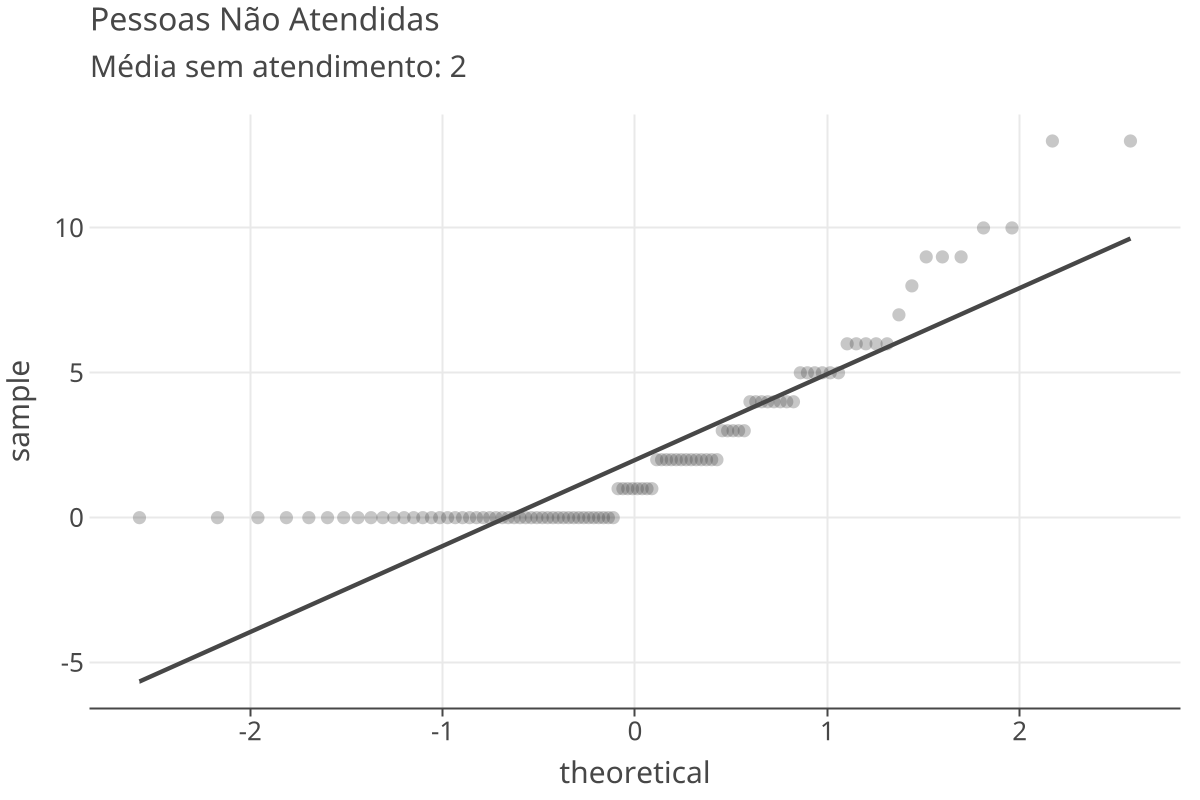 Pessoas Não Atendidas
Média sem atendimento: 2
10
5
0
-5
sample
-2
-1
0
1
2
theoretical